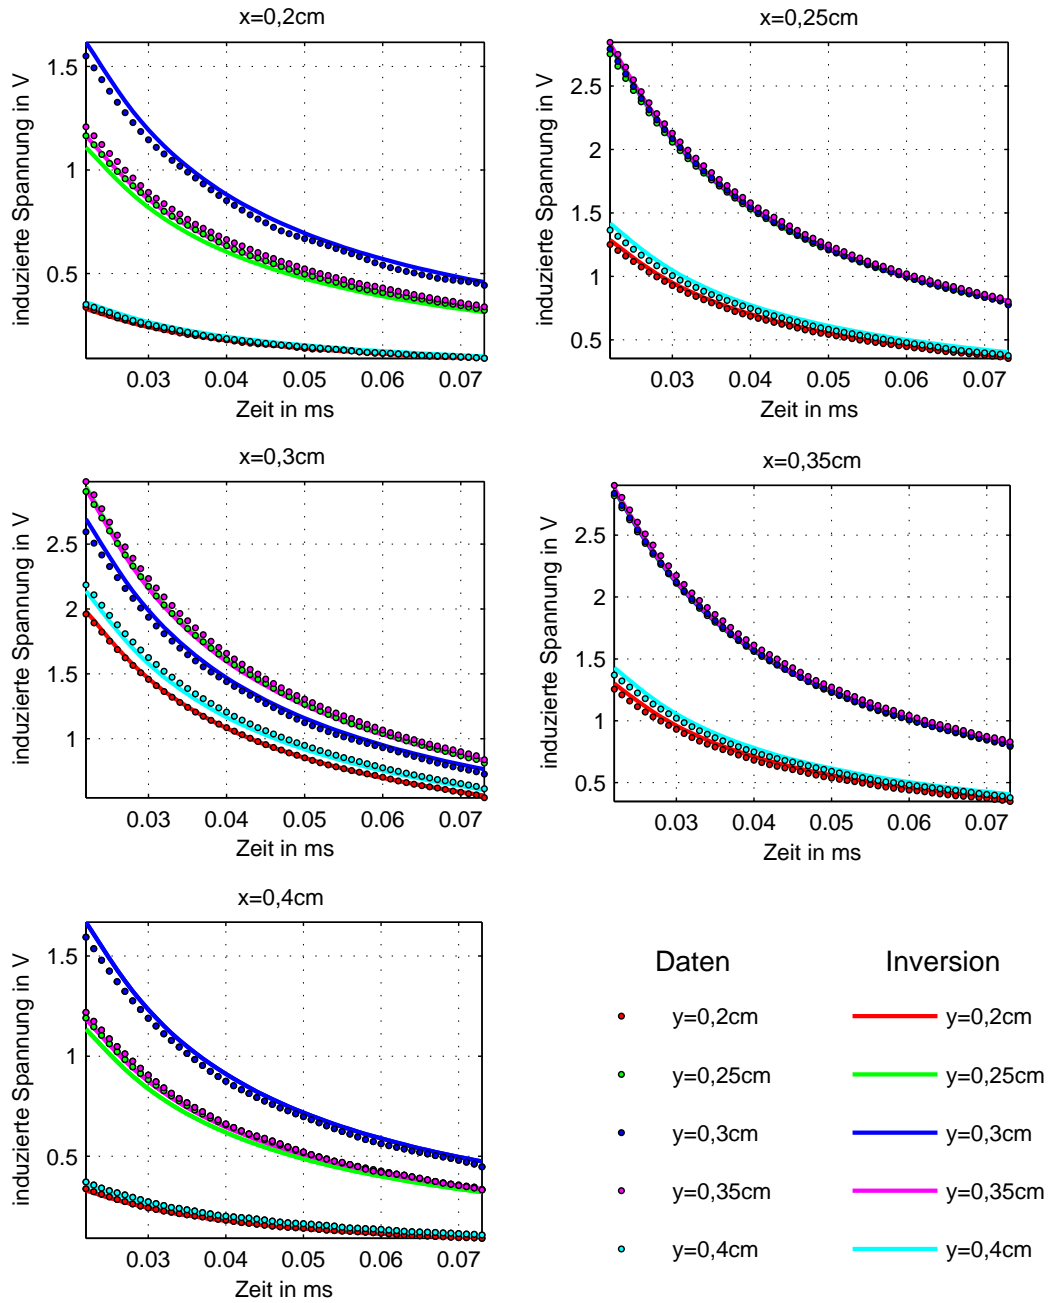 x=0,2cm
induzierte Spannung in V
1.5
1
0.5
0.03 0.04 0.05 0.06 0.07
Zeit in ms
x=0,25cm
induzierte Spannung in V
2.5
2
1.5
1
0.5
0.03 0.04 0.05 0.06 0.07
Zeit in ms
x=0,3cm
induzierte Spannung in V
2.5
2
1.5
1
0.03 0.04 0.05 0.06 0.07
Zeit in ms
x=0,35cm
induzierte Spannung in V
2.5
2
1.5
1
0.5
0.03 0.04 0.05 0.06 0.07
Zeit in ms
x=0,4cm
induzierte Spannung in V
1.5
1
0.5
0.03 0.04 0.05 0.06 0.07
Zeit in ms
Daten Inversion
y=0,2cm y=0,2cm
y=0,25cm y=0,25cm
y=0,3cm y=0,3cm
y=0,35cm y=0,35cm
y=0,4cm y=0,4cm